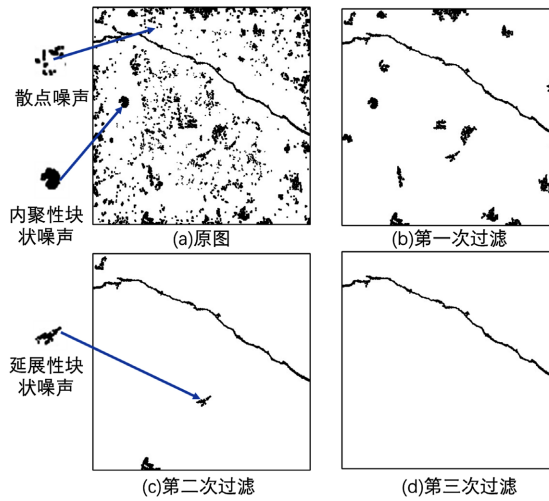 散点噪声
内聚性块
状噪声
(a)原图
(b)第一次过滤
延展性块
状噪声
(c)第二次过滤
(d)第三次过滤